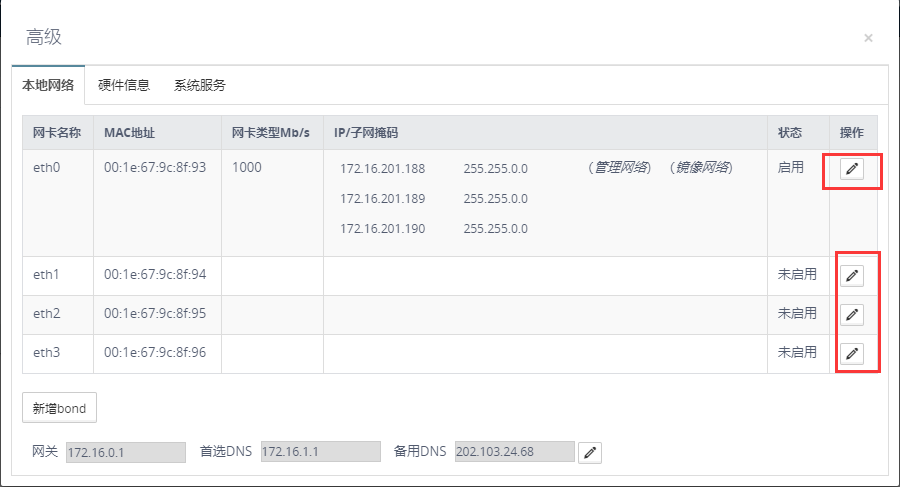 高级
×
本地网络 硬件信息 系统服务
网卡名称 MAC地址 网卡类型Mb/s IP/子网掩码 状态 操作
eth0 00:1e:67:9c:8f:93 1000 172.16.201.188 255.255.0.0 (管理网络) (镜像网络) 启用
172.16.201.189 255.255.0.0
172.16.201.190 255.255.0.0
eth1 00:1e:67:9c:8f:94 未启用
eth2 00:1e:67:9c:8f:95 未启用
eth3 00:1e:67:9c:8f:96 未启用
新增bond
网关 172.16.0.1 首选DNS 172.16.1.1 备用DNS 202.103.24.68